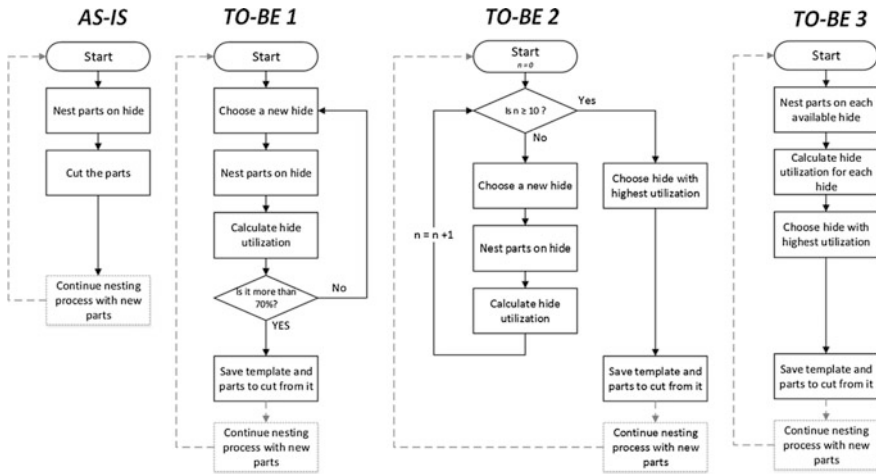 AS-IS
Start
Nest parts on hide
Cut the parts
Continue nesting
process with new
parts
TO-BE 1
Start
Choose a new hide
Nest parts on hide
Calculate hide
utilization
Is it more than
70%?
No
YES
Save template and
parts to cut from it
Continue nesting
process with new
parts
TO-BE 2
Start
n = 0
Is n ≥ 10 ?
Yes
No
Choose a new hide
Nest parts on hide
Calculate hide
utilization
n = n +1
Choose hide with
highest utilization
Save template and
parts to cut from it
Continue nesting
process with new
parts
TO-BE 3
Start
Nest parts on each
available hide
Calculate hide
utilization for each
hide
Choose hide with
highest utilization
Save template and
parts to cut from it
Continue nesting
process with new
parts